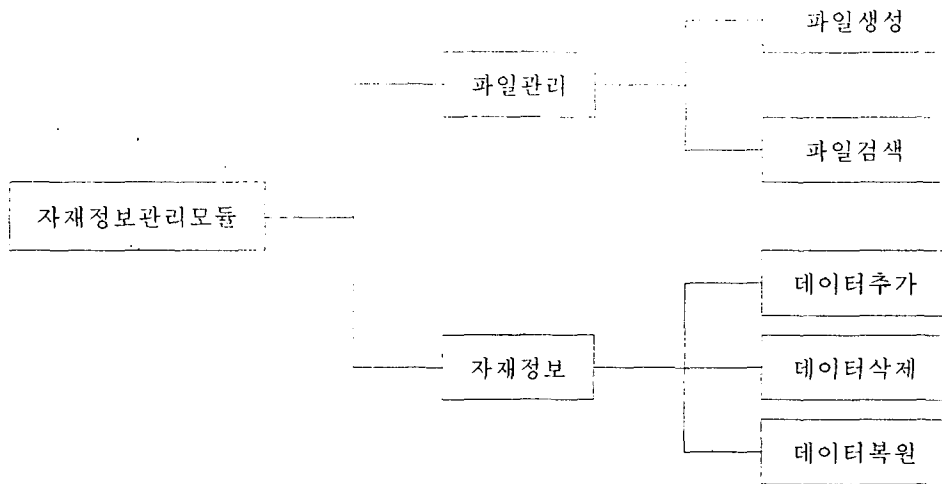 파일생성
파일관리
파일검색
자재정보관리모듈
데이터추가
자재정보
데이터삭제
데이터복원